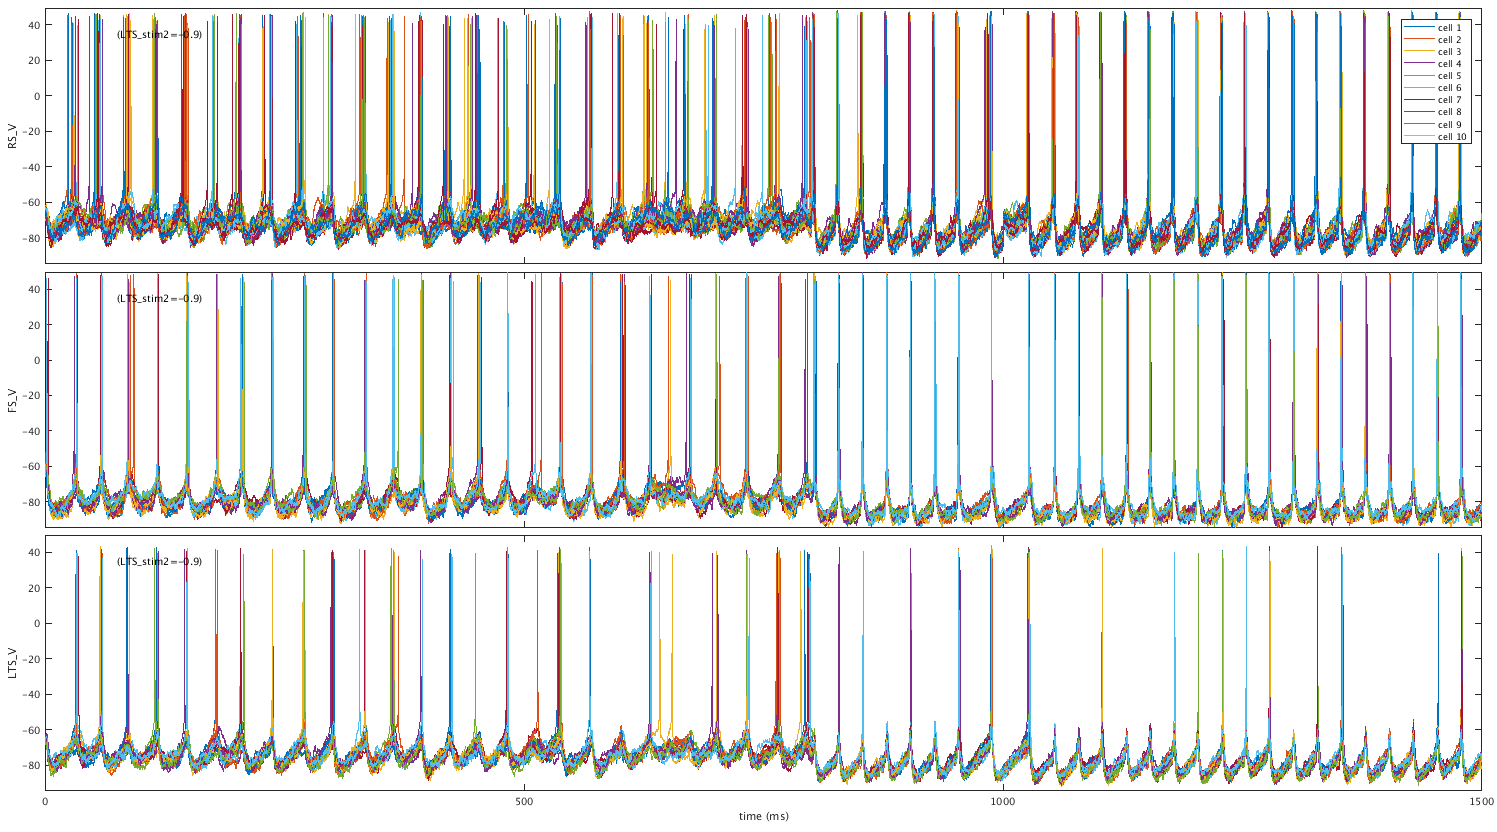 RS_V
40
20
0
-20
-40
-60
-80
(LTS_stim2=-0.9)
cell 1
cell 2
cell 3
cell 4
cell 5
cell 6
cell 7
cell 8
cell 9
cell 10
FS_V
40
20
0
-20
-40
-60
-80
(LTS_stim2=-0.9)
LTS_V
40
20
0
-20
-40
-60
-80
(LTS_stim2=-0.9)
0
500
1000
1500
time (ms)